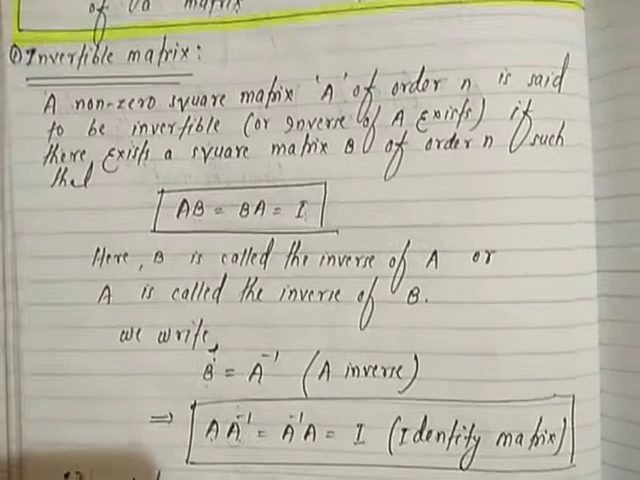 of a matrix
① Invertible matrix:
A non-zero square matrix 'A' of order n is said
to be invertible (or Inverse of A Exists) if
there Exists a square matrix B of order n such
that
AB = BA = I
Here, B is called the inverse of A or
A is called the inverse of B.
we write,
B = A⁻¹ (A inverse)
⇒ AA⁻¹ = A⁻¹A = I (Identity matrix)